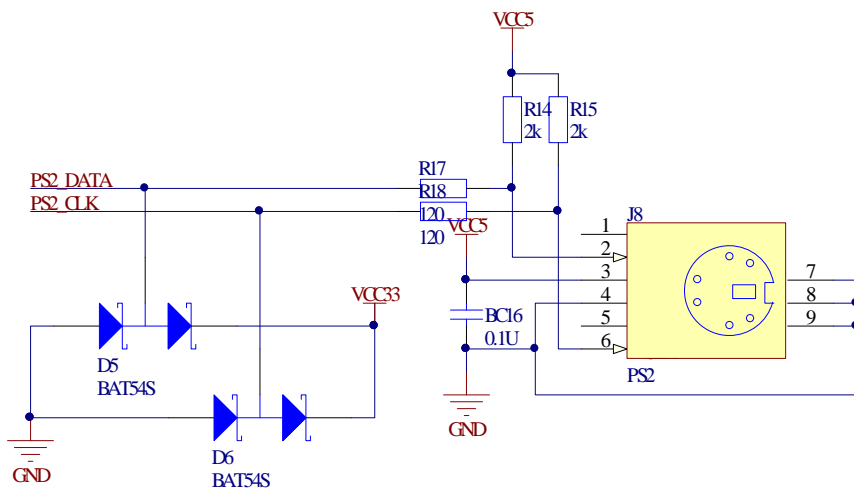 VCC5
R14
2k
R15
2k
R17
PS2_DATA
R18
PS2_CLK
120
120
VCC5
J8
1
2
3
4
5
6
7
8
9
PS2
VCC33
BC16
0.1U
D5
BAT54S
D6
BAT54S
GND
GND